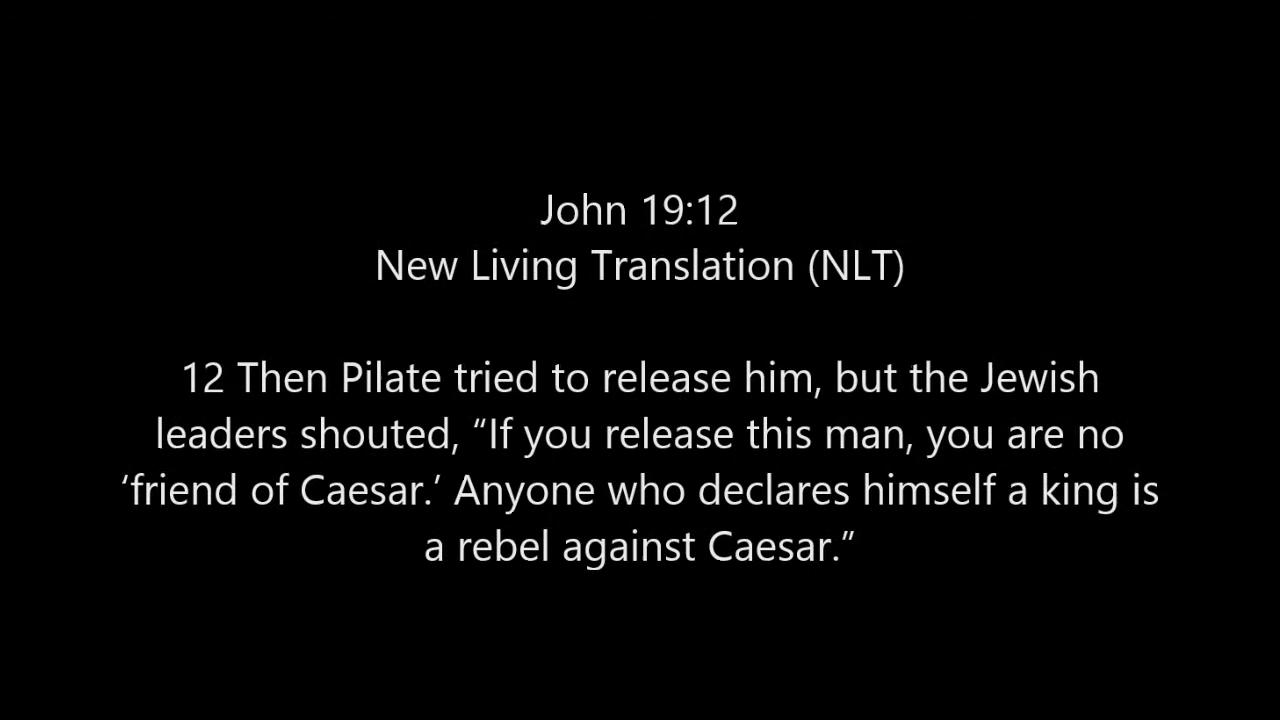 John 19:12
New Living Translation (NLT)
12 Then Pilate tried to release him, but the Jewish
leaders shouted, “If you release this man, you are no
‘friend of Caesar.’ Anyone who declares himself a king is
a rebel against Caesar.”